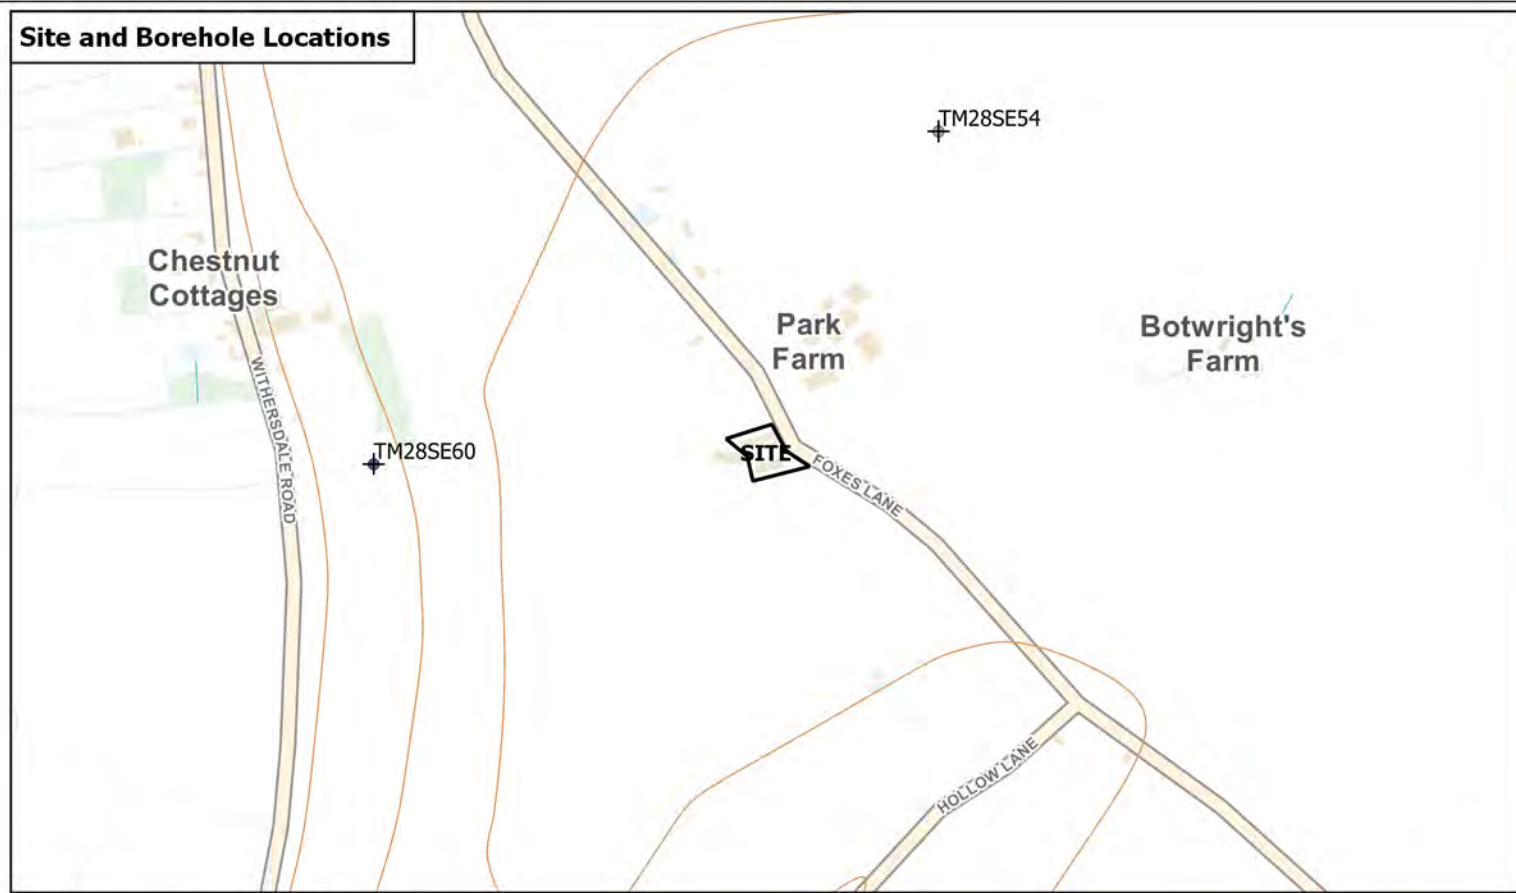 Site and Borehole Locations
TM28SE54
Chestnut
Cottages
Park
Farm
Botwright's
Farm
WITHERSDALE ROAD
TM28SE60
SITE
FOXES LANE
HOLLOW LANE